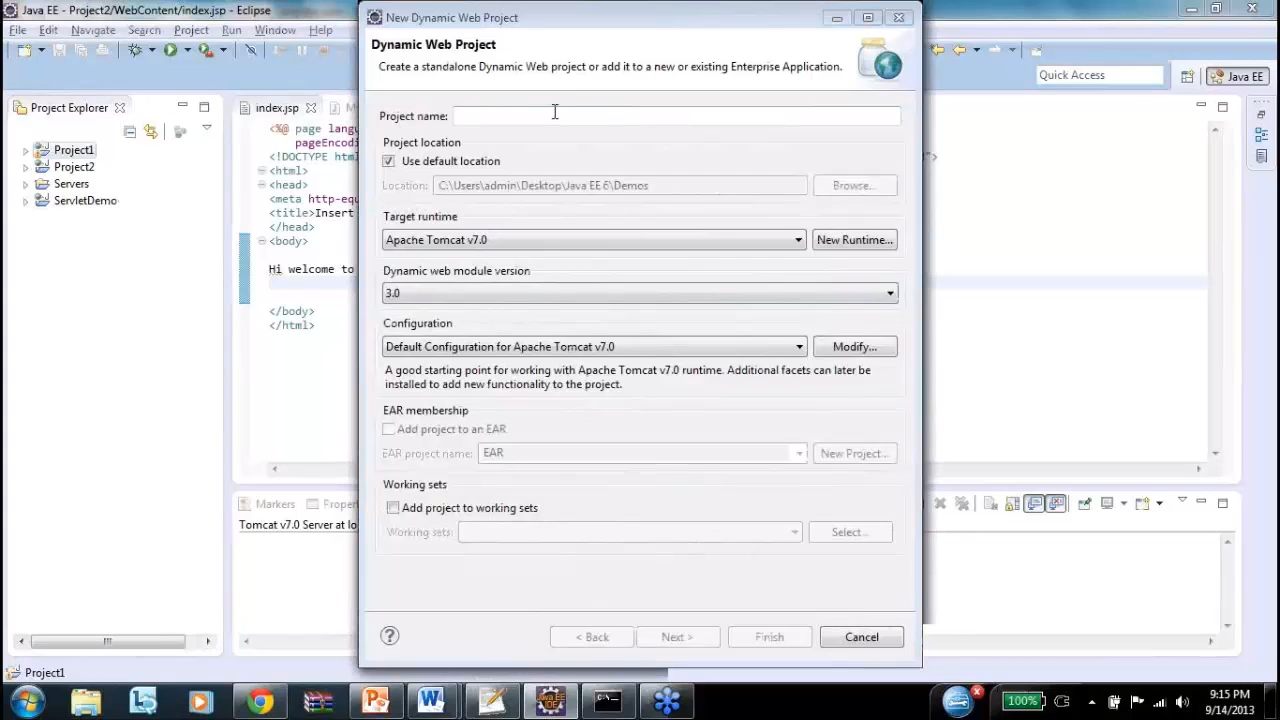 Java EE - Project2/WebContent/index.jsp - Eclipse
File Edit Navigate Search Project Run Window Help
Quick Access
Java EE
Project Explorer
Project1
Project2
Servers
ServletDemo
index.jsp
<%@ page langu
pageEncodi
<!DOCTYPE html
<html>
<head>
<meta http-equ
<title>Insert
</head>
<body>
Hi welcome to
</body>
</html>
Markers
Proper
Tomcat v7.0 Server at lo
New Dynamic Web Project
Dynamic Web Project
Create a standalone Dynamic Web project or add it to a new or existing Enterprise Application.
Project name:
Project location
Use default location
Location: C:\Users\admin\Desktop\Java EE 6\Demos Browse...
Target runtime
Apache Tomcat v7.0 New Runtime...
Dynamic web module version
3.0
Configuration
Default Configuration for Apache Tomcat v7.0 Modify...
A good starting point for working with Apache Tomcat v7.0 runtime. Additional facets can later be
installed to add new functionality to the project.
EAR membership
Add project to an EAR
EAR project name: EAR New Project...
Working sets
Add project to working sets
Working sets: Select...
< Back Next > Finish Cancel
Project1
100%
9:15 PM
9/14/2013